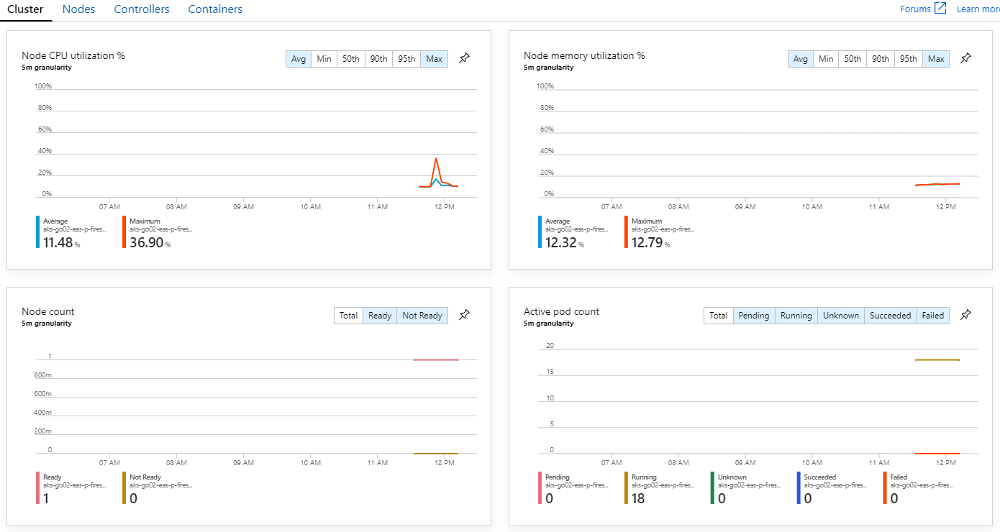 Cluster Nodes Controllers Containers Forums Learn mor
Node CPU utilization %
5m granularity
Avg Min 50th 90th 95th Max
100%
80%
60%
40%
20%
0%
07 AM 08 AM 09 AM 10 AM 11 AM 12 PM
Average
aks-go02-eas-p-fires...
11.48 %
Maximum
aks-go02-eas-p-fires...
36.90 %
Node memory utilization %
5m granularity
Avg Min 50th 90th 95th Max
100%
80%
60%
40%
20%
0%
07 AM 08 AM 09 AM 10 AM 11 AM 12 PM
Average
aks-go02-eas-p-fires...
12.32 %
Maximum
aks-go02-eas-p-fires...
12.79 %
Node count
5m granularity
Total Ready Not Ready
1
800m
600m
400m
200m
0
07 AM 08 AM 09 AM 10 AM 11 AM 12 PM
Ready
aks-go02-eas-p-fires...
1
Not Ready
aks-go02-eas-p-fires...
0
Active pod count
5m granularity
Total Pending Running Unknown Succeeded Failed
20
15
10
5
0
07 AM 08 AM 09 AM 10 AM 11 AM 12 PM
Pending
aks-go02-eas-p-fires...
0
Running
aks-go02-eas-p-fires...
18
Unknown
aks-go02-eas-p-fires...
0
Succeeded
aks-go02-eas-p-fires...
0
Failed
aks-go02-eas-p-fires...
0